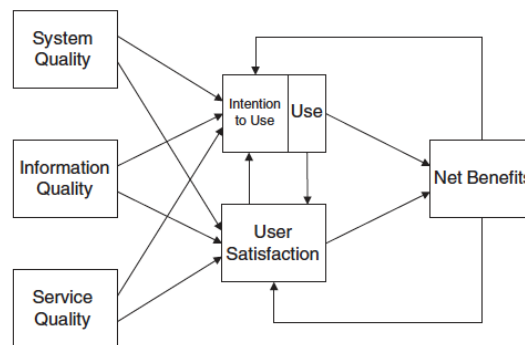 System
Quality
Intention
to Use
Use
Information
Quality
Net Benefits
User
Satisfaction
Service
Quality